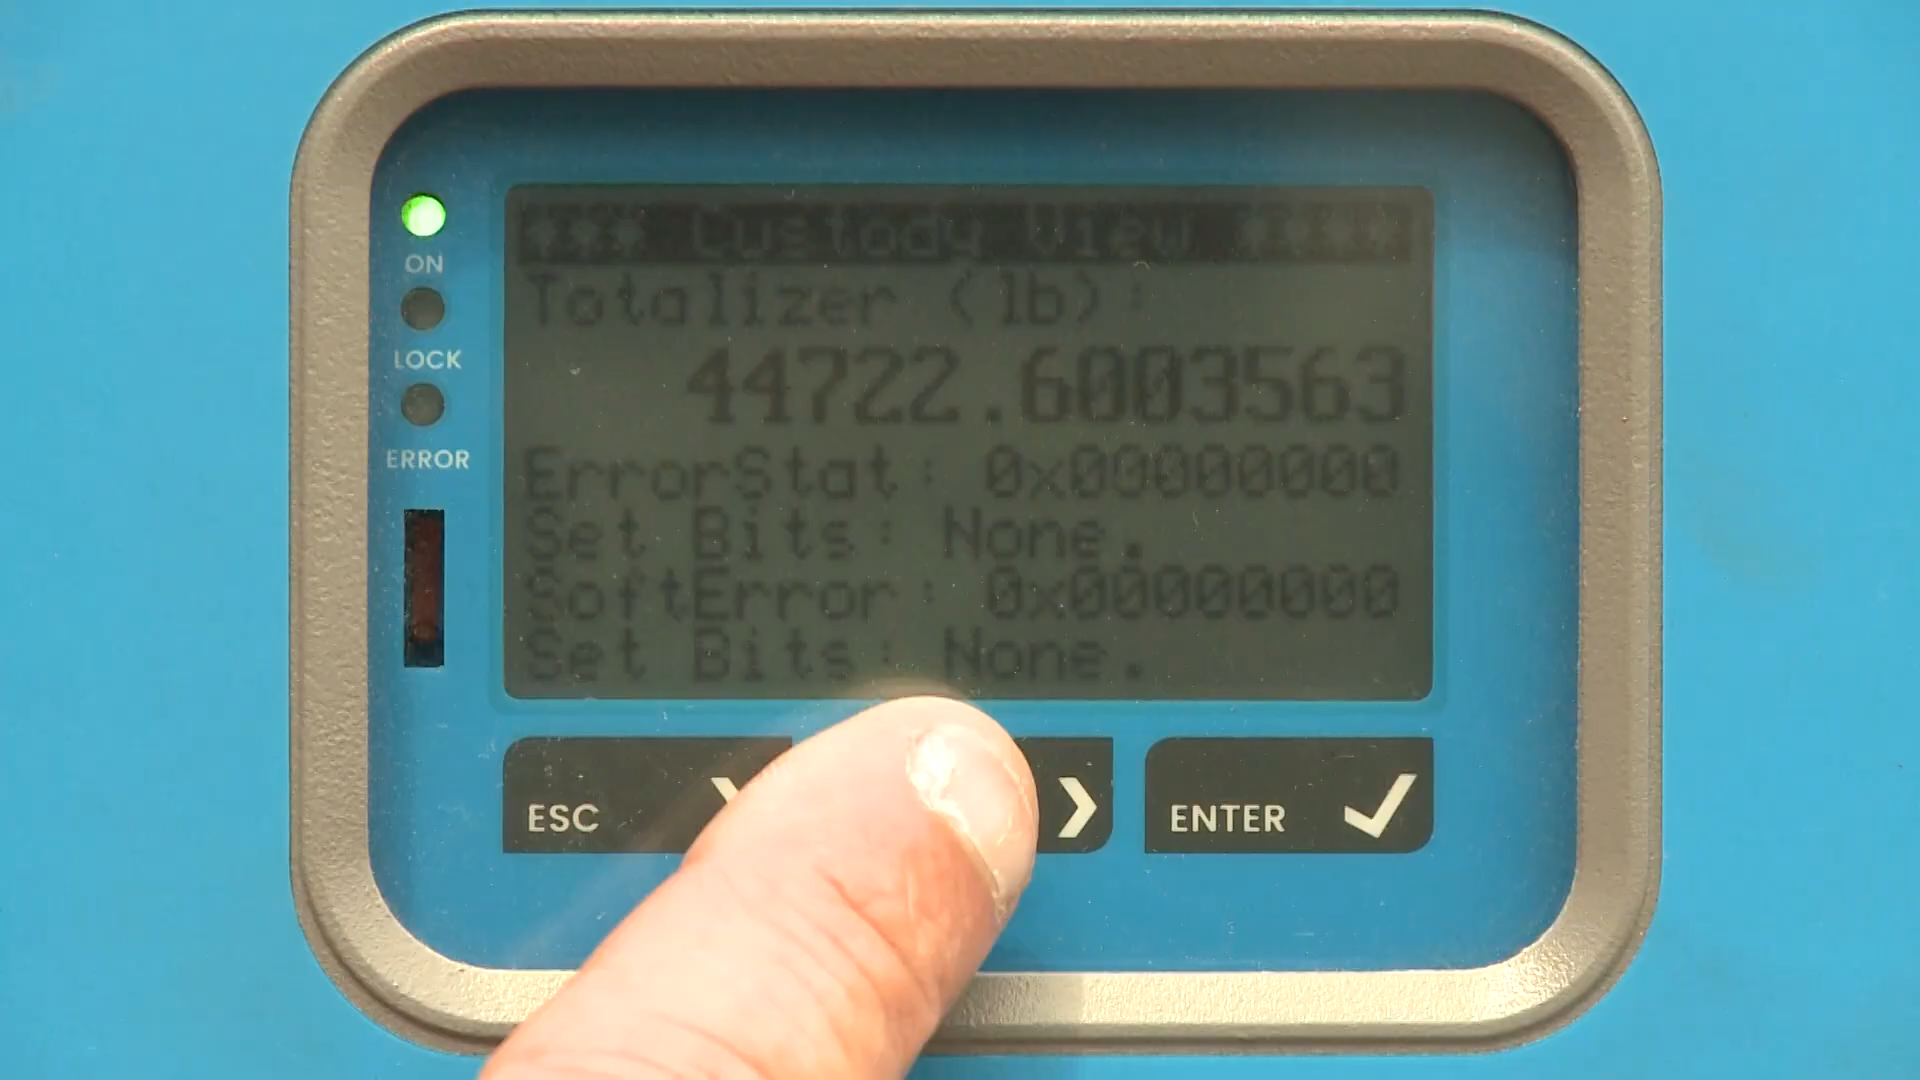 *** Custody View ****
Totalizer (lb):
44722.6003563
ErrorStat: 0x00000000
Set Bits: None.
SoftError: 0x00000000
Set Bits: None.
ON
LOCK
ERROR
ESC
ENTER